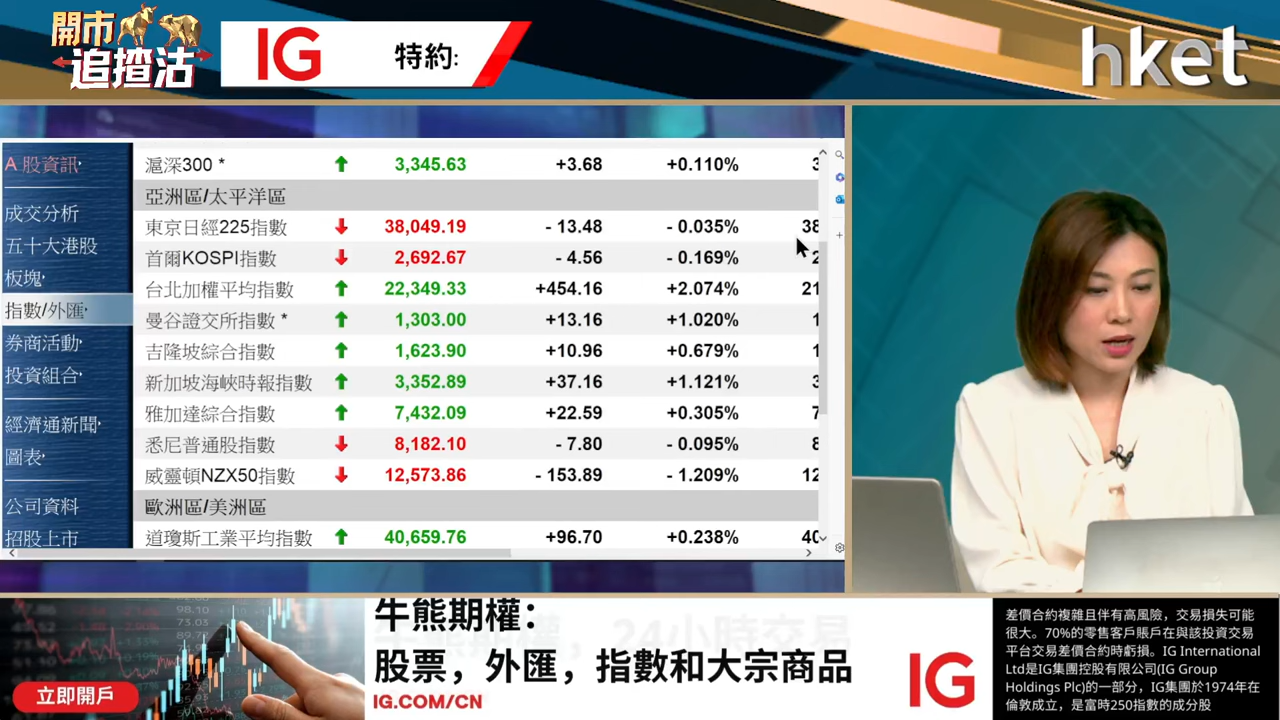 開市
追揸沽
IG
特約:
hket
A 股資訊
成交分析
五十大港股
板塊
指數/外匯
券商活動
投資組合
經濟通新聞
圖表
公司資料
招股上市
滬深300 * 3,345.63 +3.68 +0.110% 3
亞洲區/太平洋區
東京日經225指數 38,049.19 - 13.48 - 0.035% 38
首爾KOSPI指數 2,692.67 - 4.56 - 0.169% 2
台北加權平均指數 22,349.33 +454.16 +2.074% 21
曼谷證交所指數 * 1,303.00 +13.16 +1.020% 1
吉隆坡綜合指數 1,623.90 +10.96 +0.679% 1
新加坡海峽時報指數 3,352.89 +37.16 +1.121% 3
雅加達綜合指數 7,432.09 +22.59 +0.305% 7
悉尼普通股指數 8,182.10 - 7.80 - 0.095% 8
威靈頓NZX50指數 12,573.86 - 153.89 - 1.209% 12
歐洲區/美洲區
道瓊斯工業平均指數 40,659.76 +96.70 +0.238% 40
98.10
73.03
立即開戶
牛熊期權：
股票，外匯，指數和大宗商品
IG.COM/CN
IG
差價合約複雜且伴有高風險，交易損失可能
很大。70%的零售客戶賬戶在與該投資交易
平台交易差價合約時虧損。IG International
Ltd是IG集團控股有限公司(IG Group
Holdings Plc)的一部分，IG集團於1974年在
倫敦成立，是富時250指數的成分股